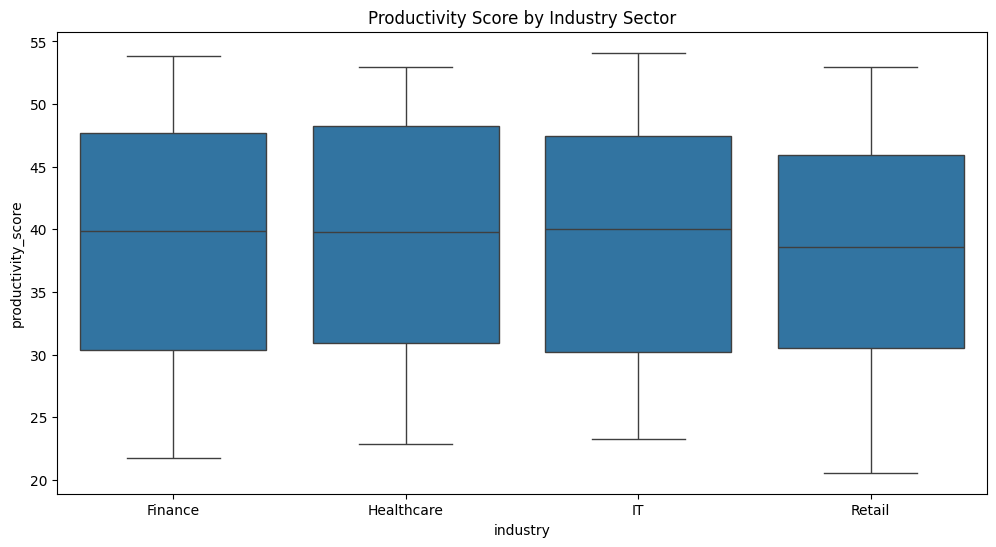 Productivity Score by Industry Sector
55
50
45
40
35
30
25
20
productivity_score
Finance Healthcare IT Retail
industry